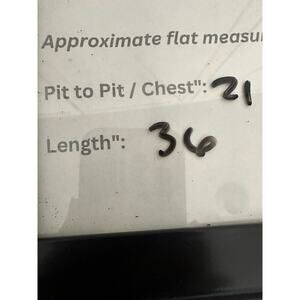 Approximate flat measu
Pit to Pit / Chest": 21
Length": 36